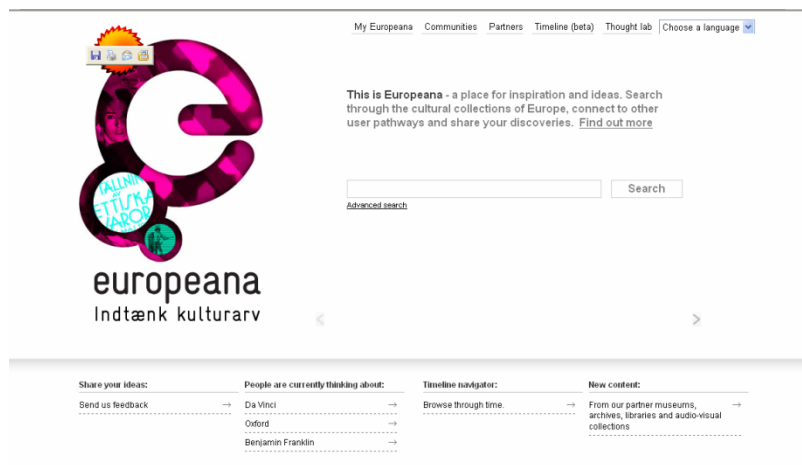 My Europeana Communities Partners Timeline (beta) Thought lab Choose a language
This is Europeana - a place for inspiration and ideas. Search
through the cultural collections of Europe, connect to other
user pathways and share your discoveries. Find out more
Search
Advanced search
TÄLLNIN
ETTISKA
VAROR
europeana
Indtænk kulturarv
Share your ideas:
Send us feedback
People are currently thinking about:
Da Vinci
Oxford
Benjamin Franklin
Timeline navigator:
Browse through time.
New content:
From our partner museums,
archives, libraries and audio-visual
collections